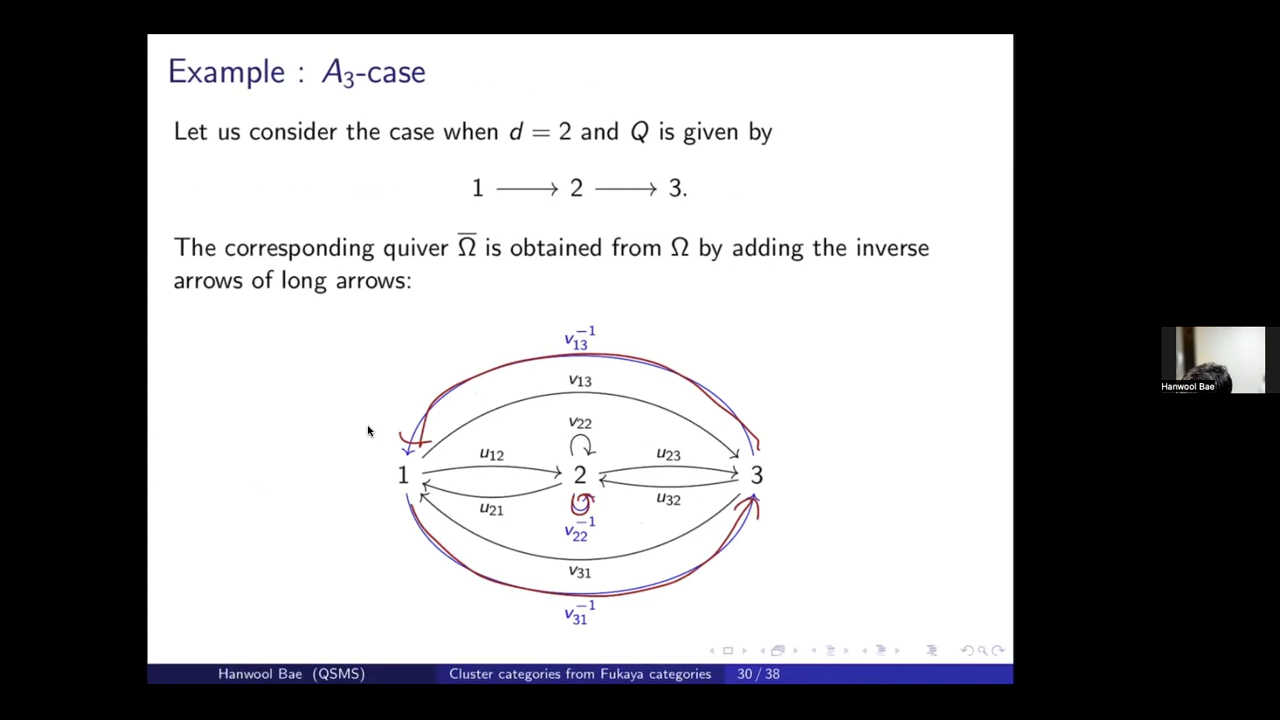 Example : A₃-case
Let us consider the case when d = 2 and Q is given by
1 ⟶ 2 ⟶ 3.
The corresponding quiver Ω̅ is obtained from Ω by adding the inverse
arrows of long arrows:
v₁₃⁻¹
v₁₃
v₂₂
u₁₂ u₂₃
1 2 3
u₂₁ u₃₂
v₂₂⁻¹
v₃₁
v₃₁⁻¹
Hanwool Bae
Hanwool Bae (QSMS) Cluster categories from Fukaya categories 30 / 38